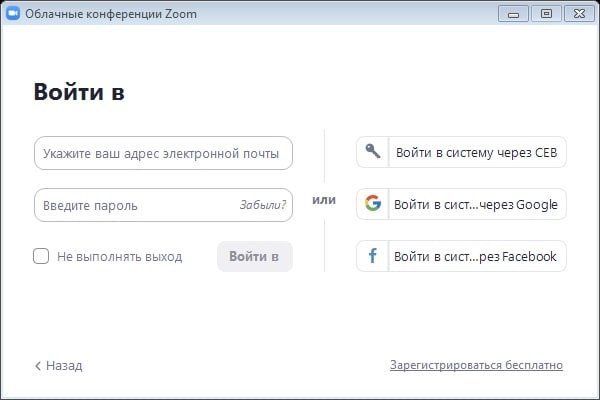 Облачные конференции Zoom
Войти в
Укажите ваш адрес электронной почты
Введите пароль
Забыли?
Не выполнять выход
Войти в
или
Войти в систему через СЕВ
Войти в сист...через Google
Войти в сист...рез Facebook
Назад
Зарегистрироваться бесплатно